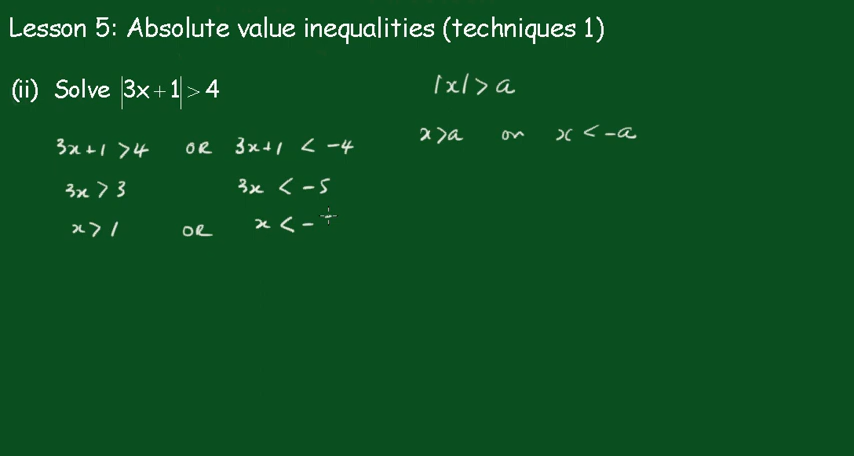 Lesson 5: Absolute value inequalities (techniques 1)
(ii) Solve |3x+1| > 4
|x| > a
x > a or x < -a
3x+1 > 4 OR 3x+1 < -4
3x > 3 3x < -5
x > 1 OR x < -